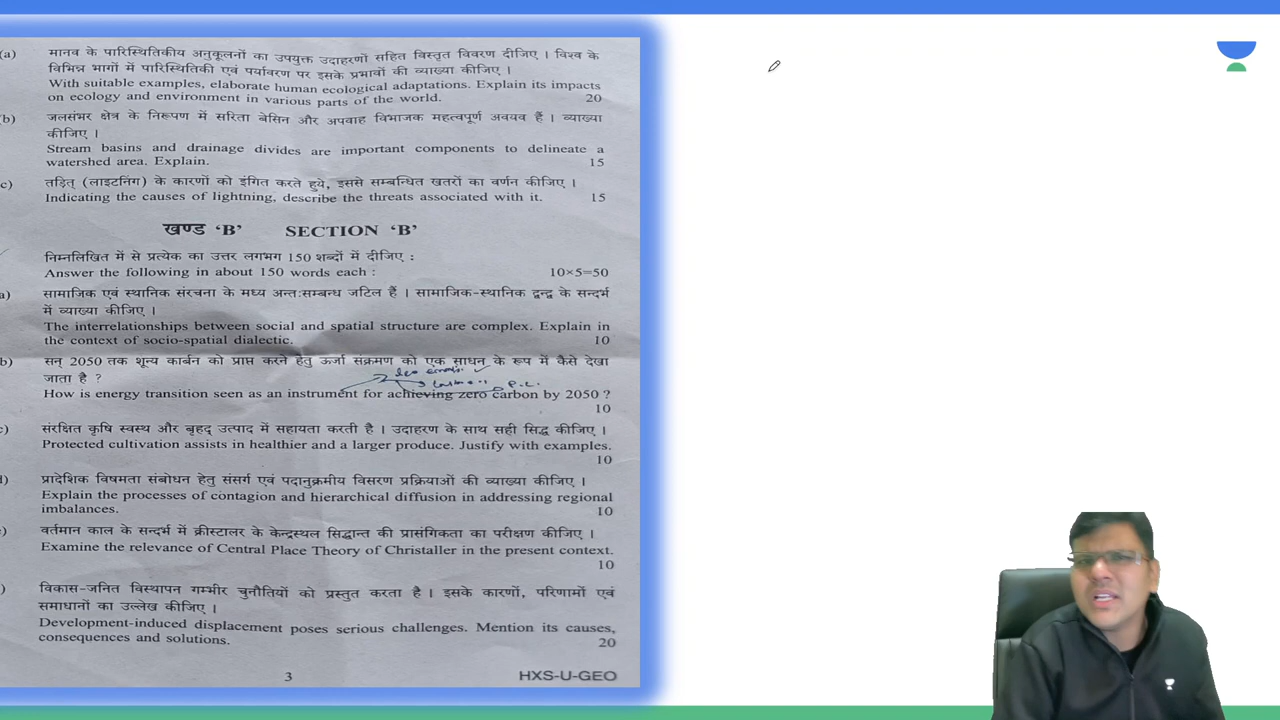 (a) मानव के पारिस्थितिकीय अनुकूलनों का उपयुक्त उदाहरणों सहित विस्तृत विवरण दीजिए । विश्व के
विभिन्न भागों में पारिस्थितिकी एवं पर्यावरण पर इसके प्रभावों की व्याख्या कीजिए ।
With suitable examples, elaborate human ecological adaptations. Explain its impacts
on ecology and environment in various parts of the world. 20
(b) जलसंभर क्षेत्र के निरूपण में सरिता बेसिन और अपवाह विभाजक महत्वपूर्ण अवयव हैं । व्याख्या
कीजिए ।
Stream basins and drainage divides are important components to delineate a
watershed area. Explain. 15
c) तड़ित् (लाइटनिंग) के कारणों को इंगित करते हुये, इससे सम्बन्धित खतरों का वर्णन कीजिए ।
Indicating the causes of lightning, describe the threats associated with it. 15
खण्ड ‘B’ SECTION ‘B’
निम्नलिखित में से प्रत्येक का उत्तर लगभग 150 शब्दों में दीजिए :
Answer the following in about 150 words each : 10×5=50
a) सामाजिक एवं स्थानिक संरचना के मध्य अन्तःसम्बन्ध जटिल हैं । सामाजिक-स्थानिक द्वन्द्व के सन्दर्भ
में व्याख्या कीजिए ।
The interrelationships between social and spatial structure are complex. Explain in
the context of socio-spatial dialectic. 10
b) सन् 2050 तक शून्य कार्बन को प्राप्त करने हेतु ऊर्जा संक्रमण को एक साधन के रूप में कैसे देखा
जाता है ?
How is energy transition seen as an instrument for achieving zero carbon by 2050 ?
10
c) संरक्षित कृषि स्वस्थ और बृहद् उत्पाद में सहायता करती है । उदाहरण के साथ सही सिद्ध कीजिए ।
Protected cultivation assists in healthier and a larger produce. Justify with examples.
10
d) प्रादेशिक विषमता संबोधन हेतु संसर्ग एवं पदानुक्रमीय विसरण प्रक्रियाओं की व्याख्या कीजिए ।
Explain the processes of contagion and hierarchical diffusion in addressing regional
imbalances. 10
) वर्तमान काल के सन्दर्भ में क्रीस्टालर के केन्द्रस्थल सिद्धान्त की प्रासंगिकता का परीक्षण कीजिए ।
Examine the relevance of Central Place Theory of Christaller in the present context.
10
) विकास-जनित विस्थापन गम्भीर चुनौतियों को प्रस्तुत करता है । इसके कारणों, परिणामों एवं
समाधानों का उल्लेख कीजिए ।
Development-induced displacement poses serious challenges. Mention its causes,
consequences and solutions. 20
3 HXS-U-GEO